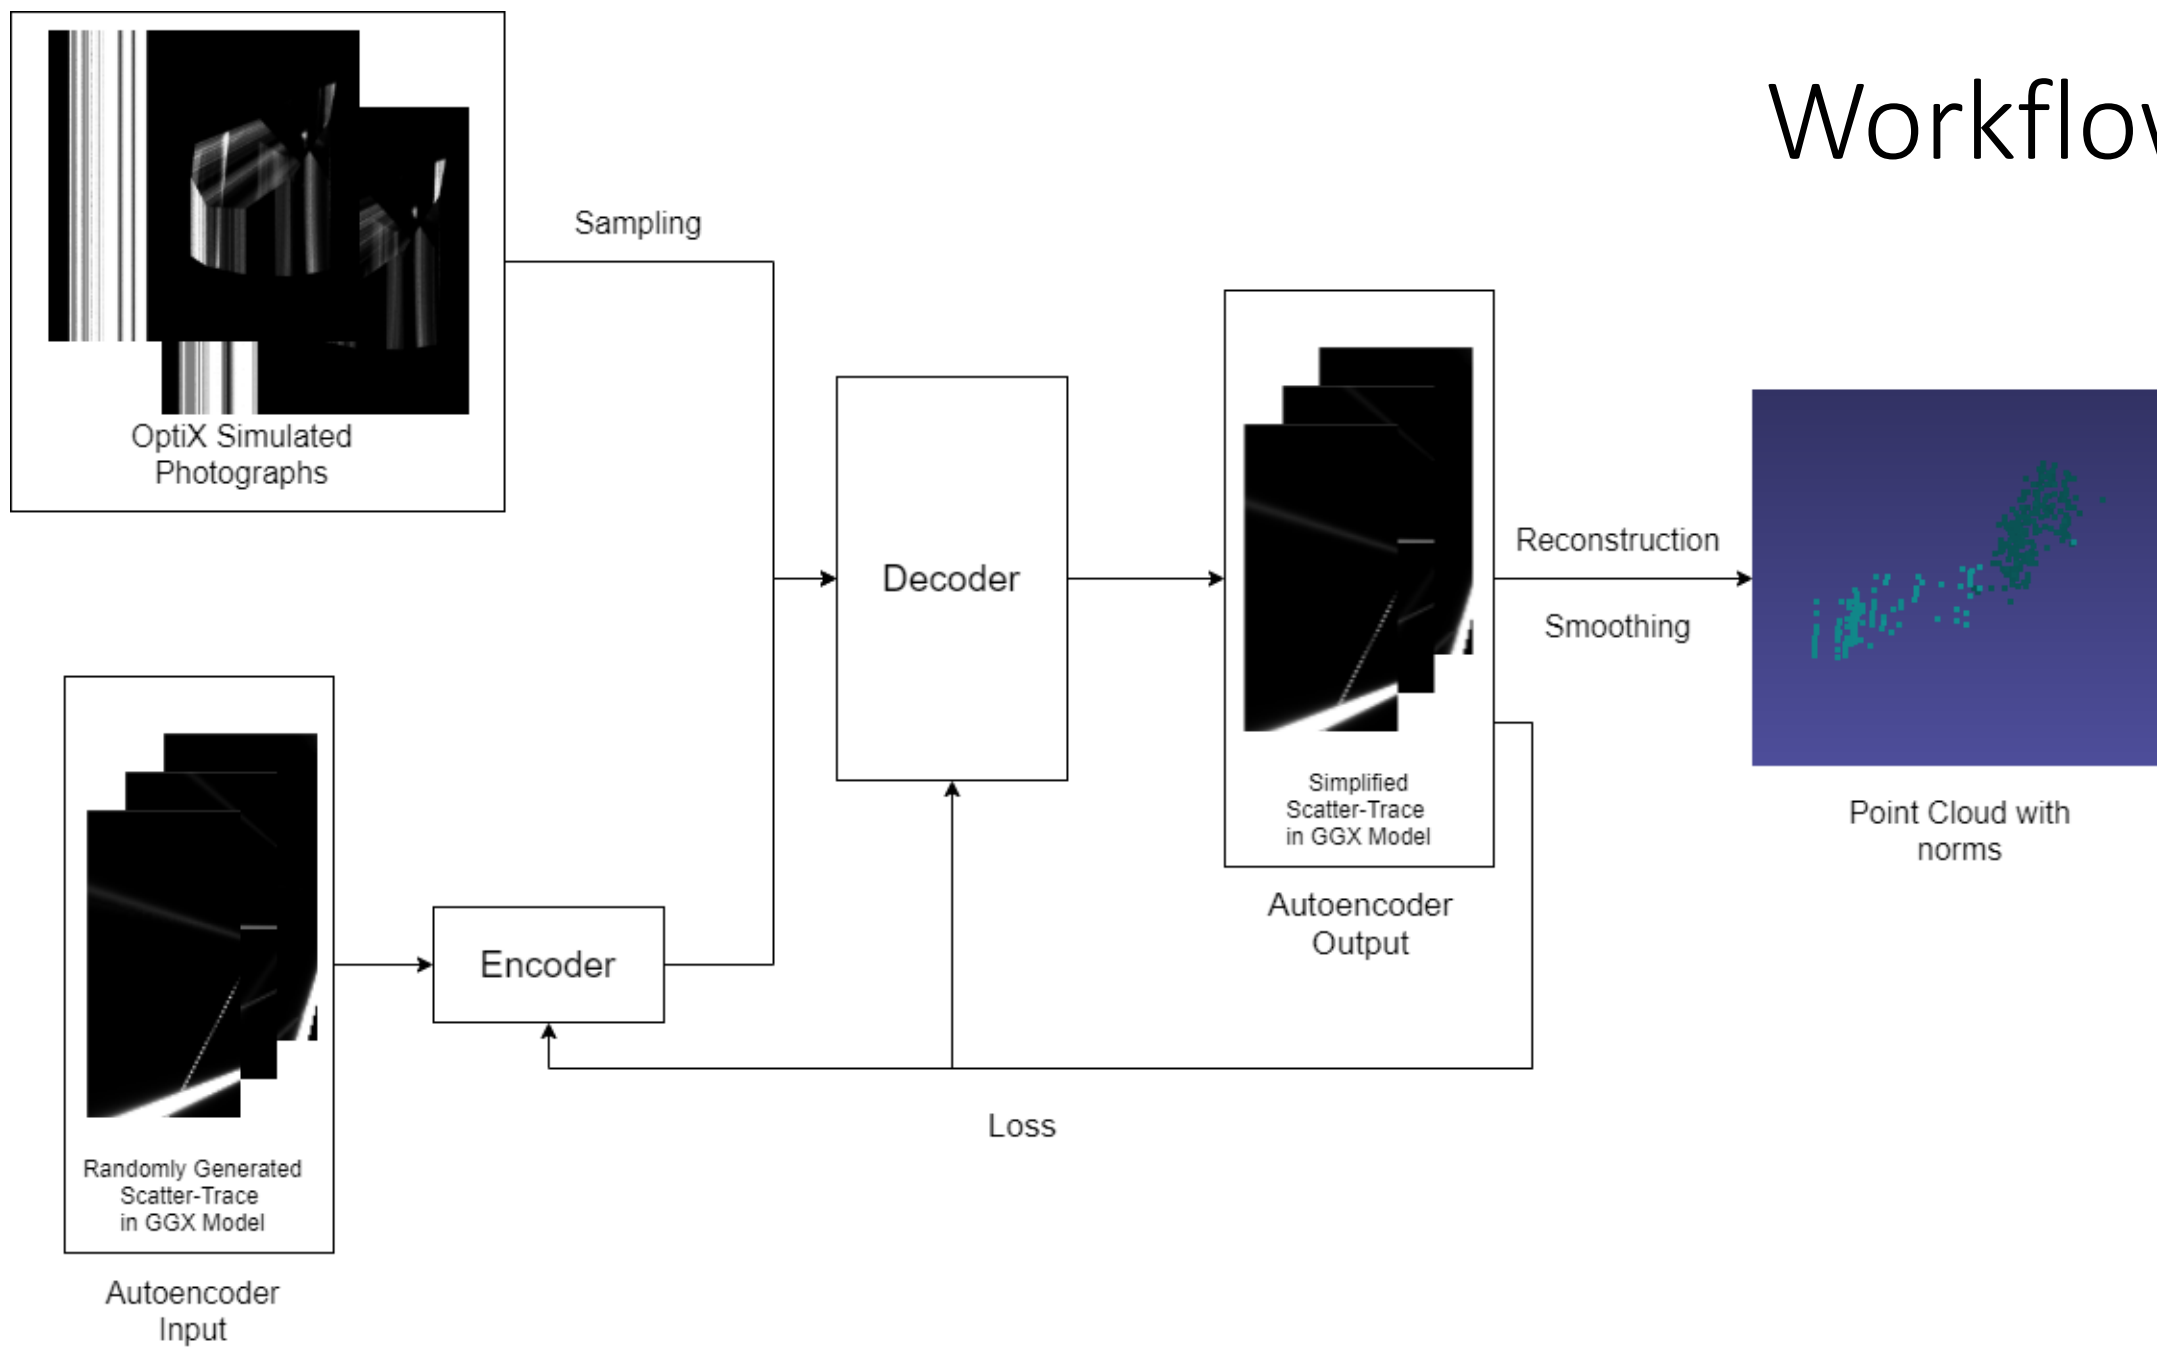 Workflow
Sampling
OptiX Simulated
Photographs
Decoder
Reconstruction
Smoothing
Simplified
Scatter-Trace
in GGX Model
Point Cloud with
norms
Autoencoder
Output
Encoder
Loss
Randomly Generated
Scatter-Trace
in GGX Model
Autoencoder
Input